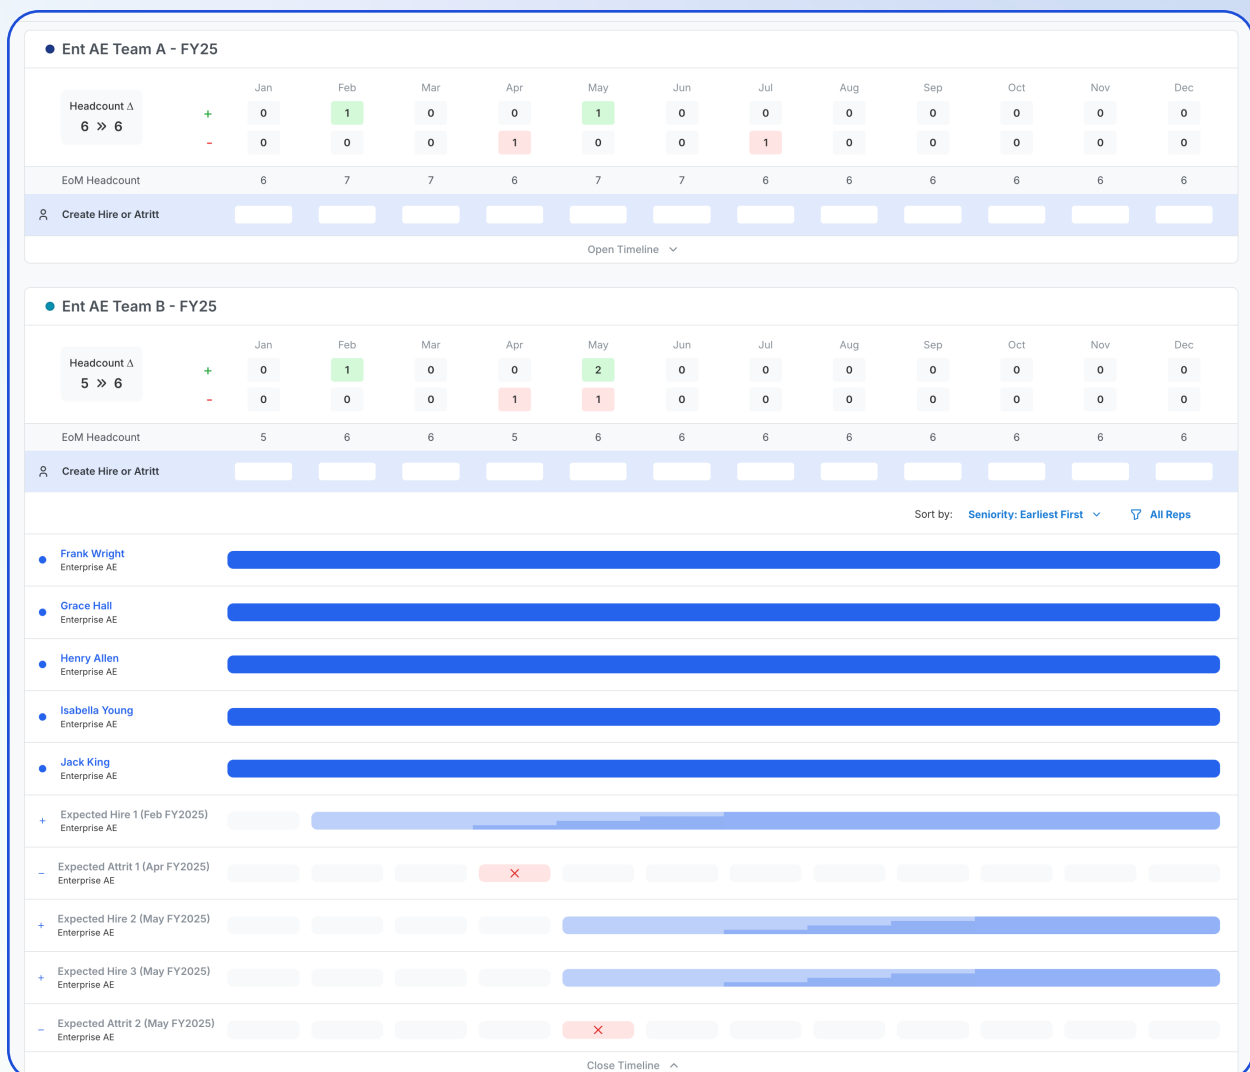 Ent AE Team A - FY25
Jan Feb Mar Apr May Jun Jul Aug Sep Oct Nov Dec
Headcount Δ
6 » 6
+ 0 1 0 0 1 0 0 0 0 0 0 0
- 0 0 0 1 0 0 1 0 0 0 0 0
EoM Headcount 6 7 7 6 7 7 6 6 6 6 6 6
Create Hire or Atritt
Open Timeline
Ent AE Team B - FY25
Jan Feb Mar Apr May Jun Jul Aug Sep Oct Nov Dec
Headcount Δ
5 » 6
+ 0 1 0 0 2 0 0 0 0 0 0 0
- 0 0 0 1 1 0 0 0 0 0 0 0
EoM Headcount 5 6 6 5 6 6 6 6 6 6 6 6
Create Hire or Atritt
Sort by: Seniority: Earliest First All Reps
Frank Wright
Enterprise AE
Grace Hall
Enterprise AE
Henry Allen
Enterprise AE
Isabella Young
Enterprise AE
Jack King
Enterprise AE
+ Expected Hire 1 (Feb FY2025)
Enterprise AE
- Expected Attrit 1 (Apr FY2025)
Enterprise AE
+ Expected Hire 2 (May FY2025)
Enterprise AE
+ Expected Hire 3 (May FY2025)
Enterprise AE
- Expected Attrit 2 (May FY2025)
Enterprise AE
Close Timeline